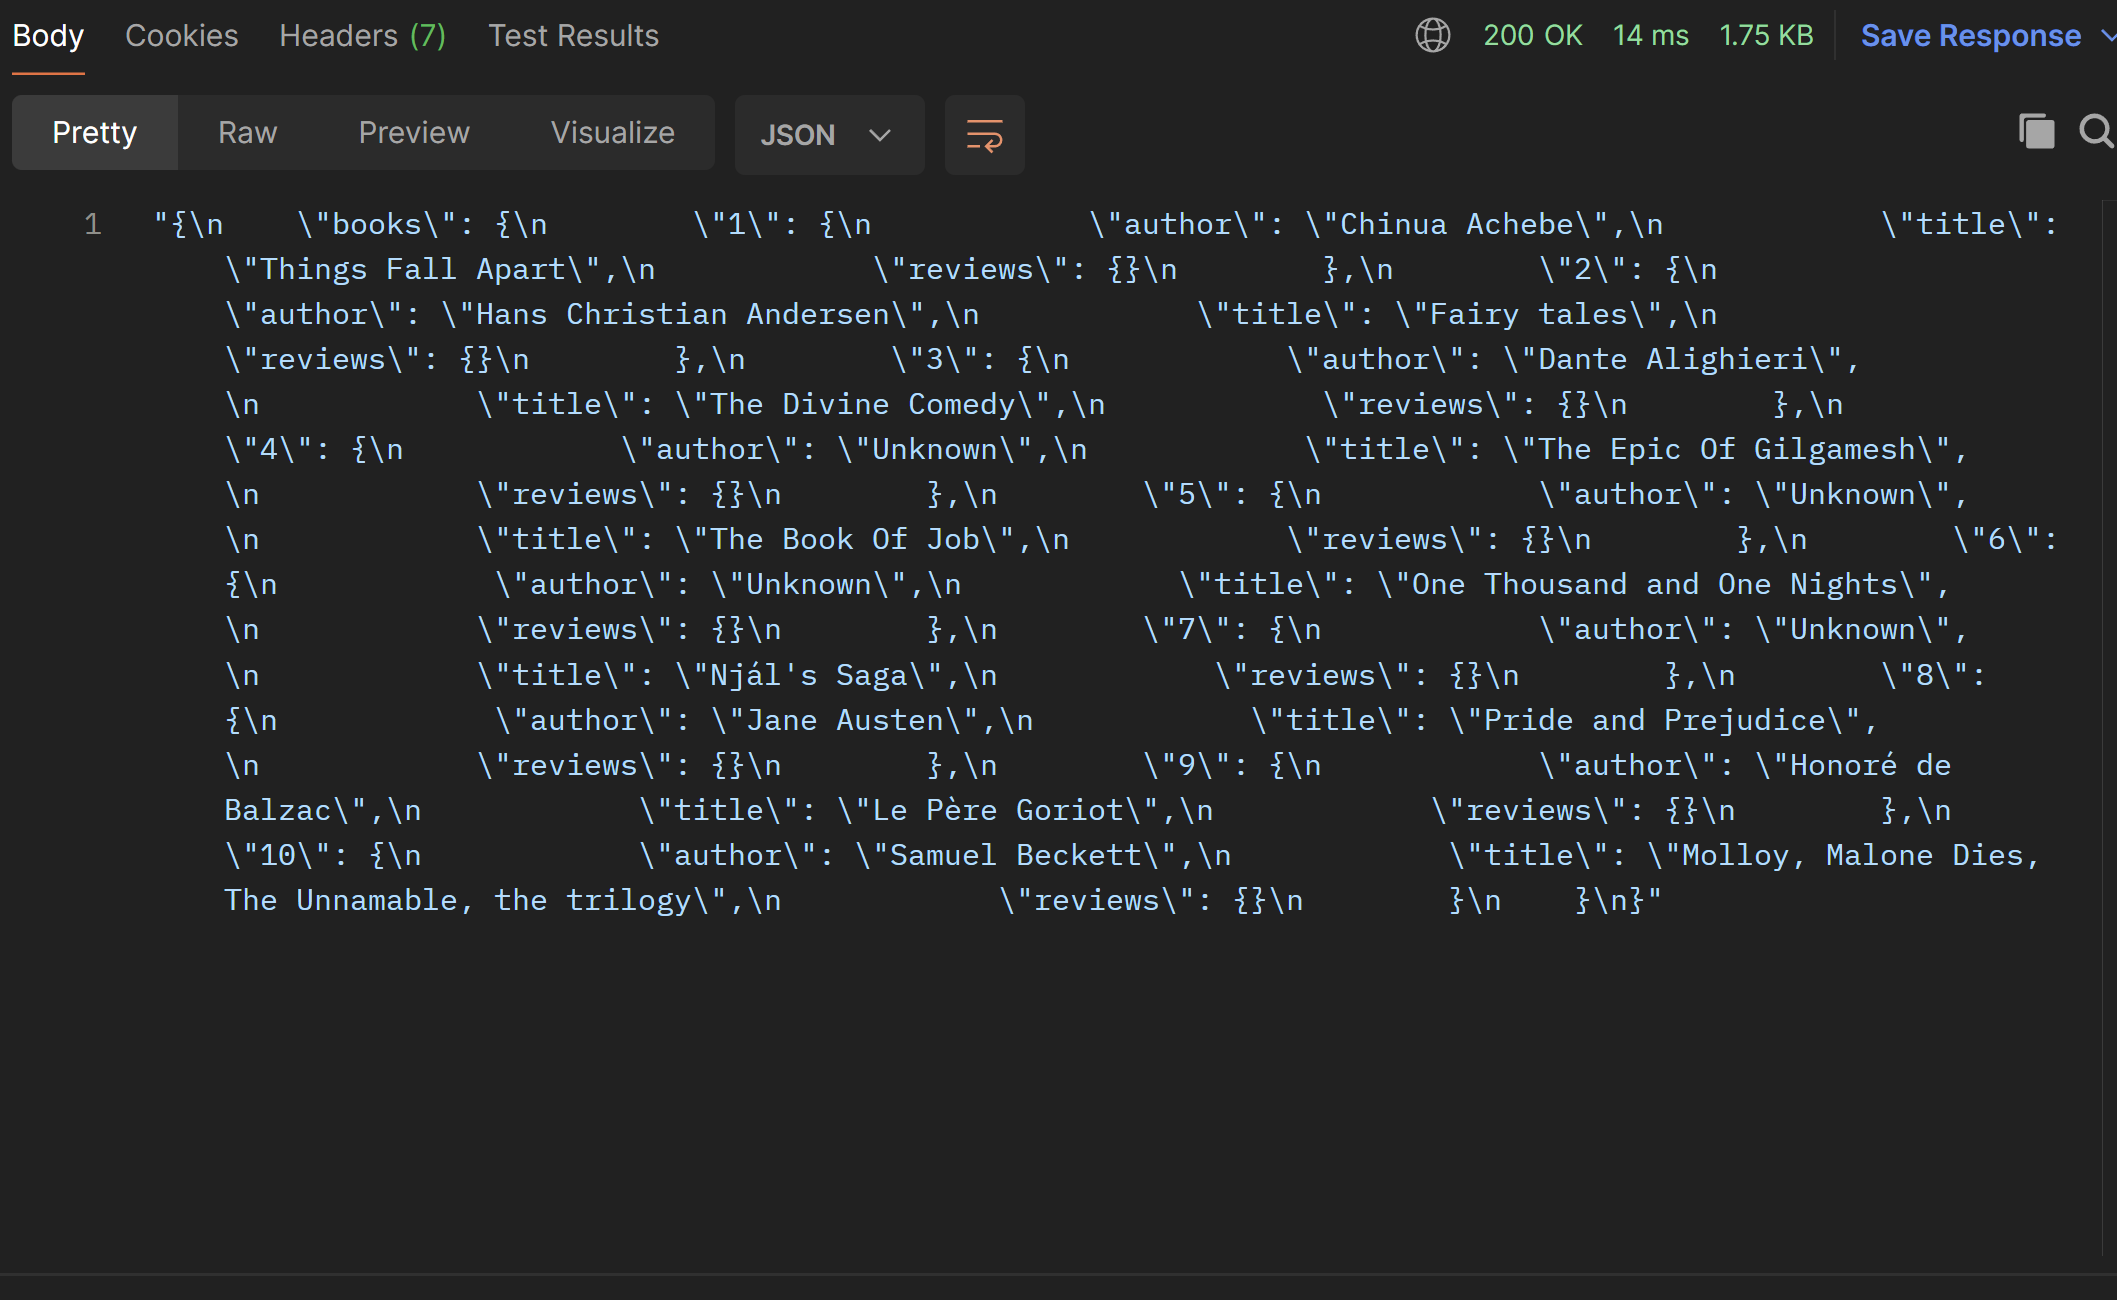 Body Cookies Headers (7) Test Results 200 OK 14 ms 1.75 KB Save Response
Pretty Raw Preview Visualize JSON
1 "{\n    \"books\": {\n        \"1\": {\n            \"author\": \"Chinua Achebe\",\n            \"title\":
\"Things Fall Apart\",\n            \"reviews\": {}\n        },\n        \"2\": {\n
\"author\": \"Hans Christian Andersen\",\n            \"title\": \"Fairy tales\",\n
\"reviews\": {}\n        },\n        \"3\": {\n            \"author\": \"Dante Alighieri\",
\n            \"title\": \"The Divine Comedy\",\n            \"reviews\": {}\n        },\n
\"4\": {\n            \"author\": \"Unknown\",\n            \"title\": \"The Epic Of Gilgamesh\",
\n            \"reviews\": {}\n        },\n        \"5\": {\n            \"author\": \"Unknown\",
\n            \"title\": \"The Book Of Job\",\n            \"reviews\": {}\n        },\n        \"6\":
{\n            \"author\": \"Unknown\",\n            \"title\": \"One Thousand and One Nights\",
\n            \"reviews\": {}\n        },\n        \"7\": {\n            \"author\": \"Unknown\",
\n            \"title\": \"Njál's Saga\",\n            \"reviews\": {}\n        },\n        \"8\":
{\n            \"author\": \"Jane Austen\",\n            \"title\": \"Pride and Prejudice\",
\n            \"reviews\": {}\n        },\n        \"9\": {\n            \"author\": \"Honoré de
Balzac\",\n            \"title\": \"Le Père Goriot\",\n            \"reviews\": {}\n        },\n
\"10\": {\n            \"author\": \"Samuel Beckett\",\n            \"title\": \"Molloy, Malone Dies,
The Unnamable, the trilogy\",\n            \"reviews\": {}\n        }\n    }\n}"